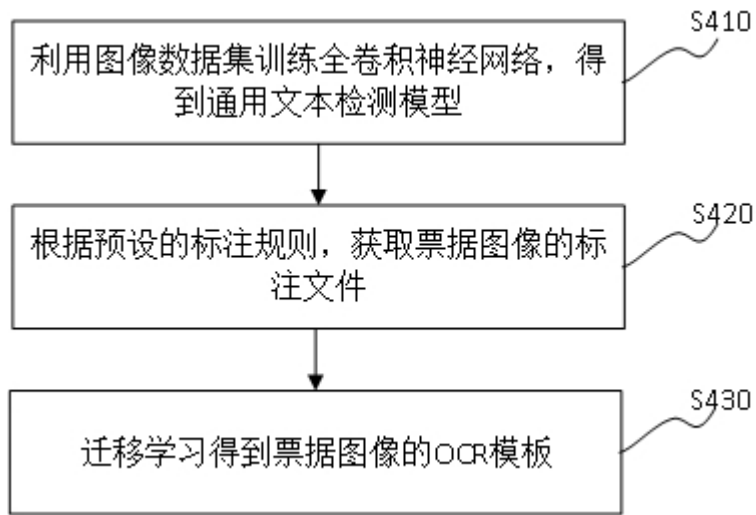 S410
利用图像数据集训练全卷积神经网络，得
到通用文本检测模型
S420
根据预设的标注规则，获取票据图像的标
注文件
S430
迁移学习得到票据图像的OCR模板